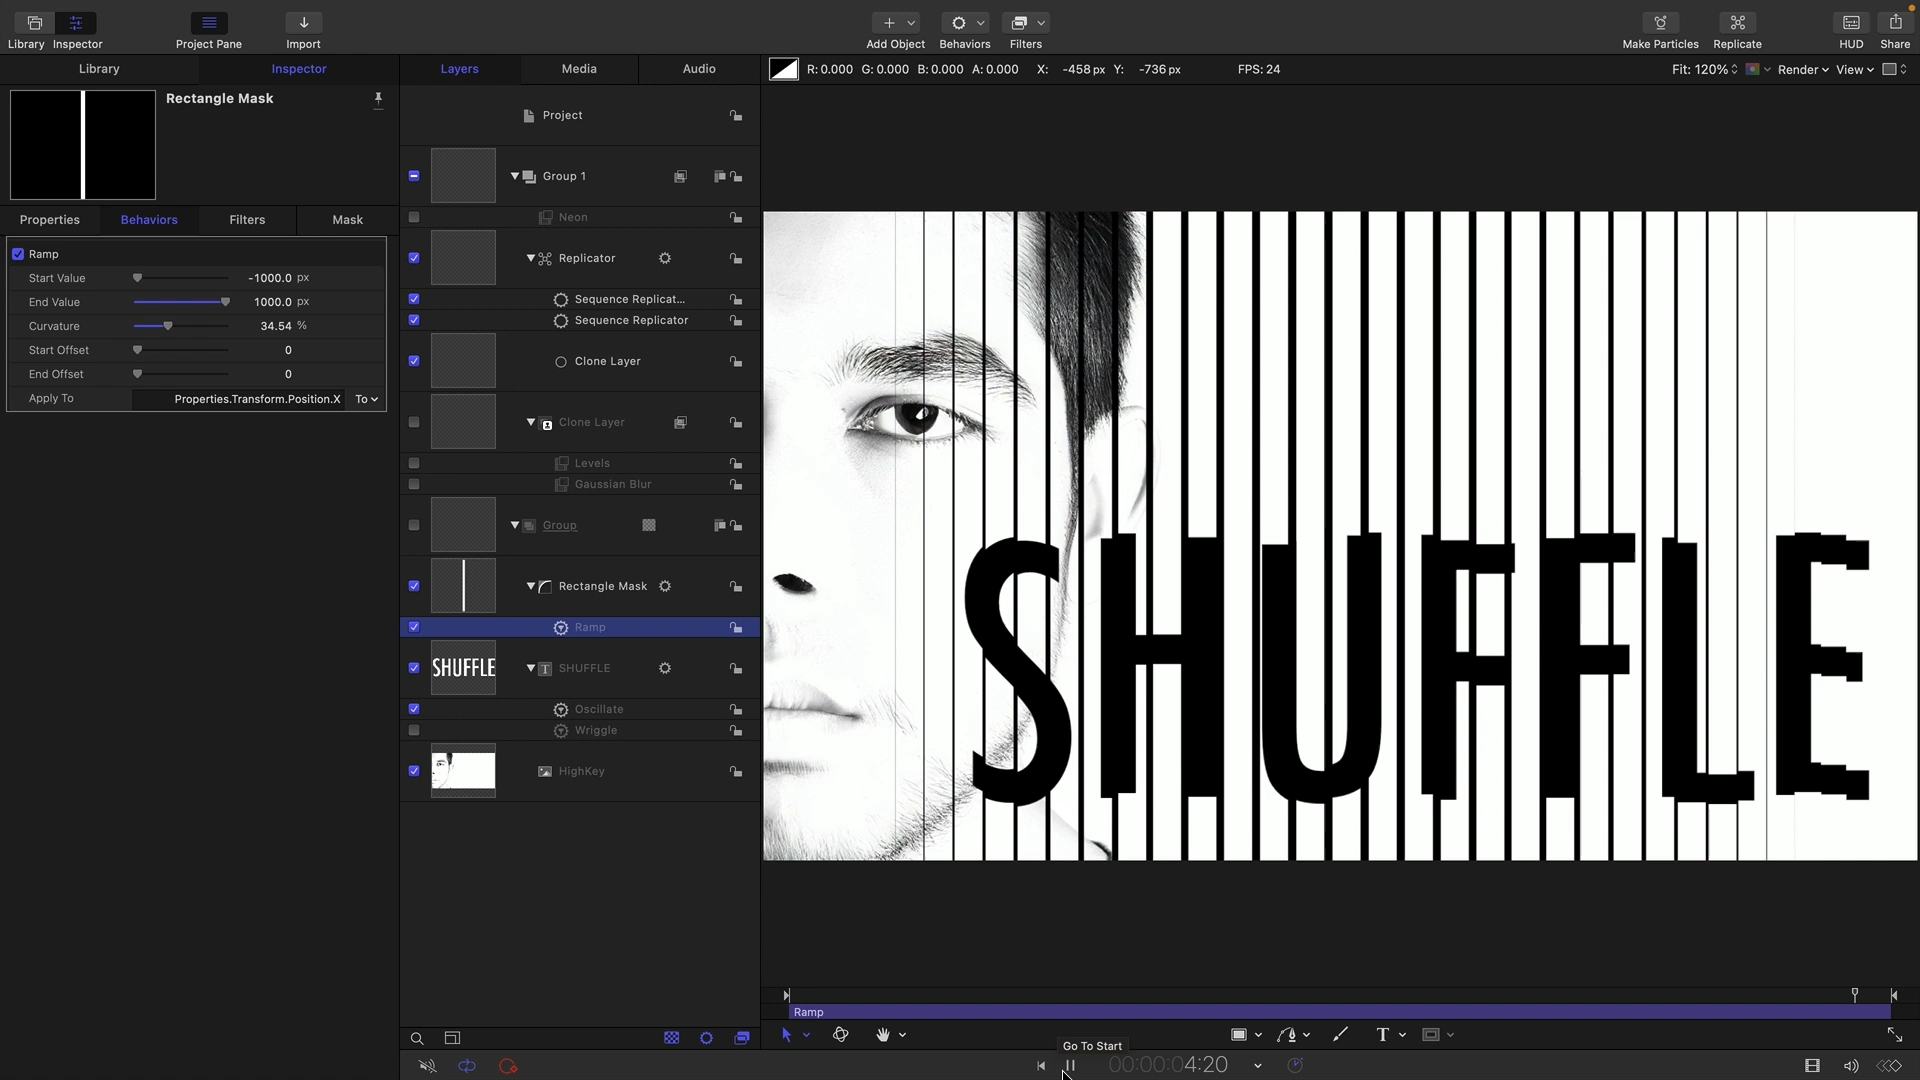 Library
Inspector
Project Pane
Import
Add Object
Behaviors
Filters
Make Particles
Replicate
HUD
Share
Library
Inspector
Layers
Media
Audio
R: 0.000 G: 0.000 B: 0.000 A: 0.000 X: -458 px Y: -736 px FPS: 24
Fit: 120%
Render
View
Rectangle Mask
Properties
Behaviors
Filters
Mask
Ramp
Start Value -1000.0 px
End Value 1000.0 px
Curvature 34.54 %
Start Offset 0
End Offset 0
Apply To Properties.Transform.Position.X To
Project
Group 1
Neon
Replicator
Sequence Replicat...
Sequence Replicator
Clone Layer
Clone Layer
Levels
Gaussian Blur
Group
Rectangle Mask
Ramp
SHUFFLE SHUFFLE
Oscillate
Wriggle
HighKey
SHUFFLE
Ramp
Go To Start
00:00:04:20